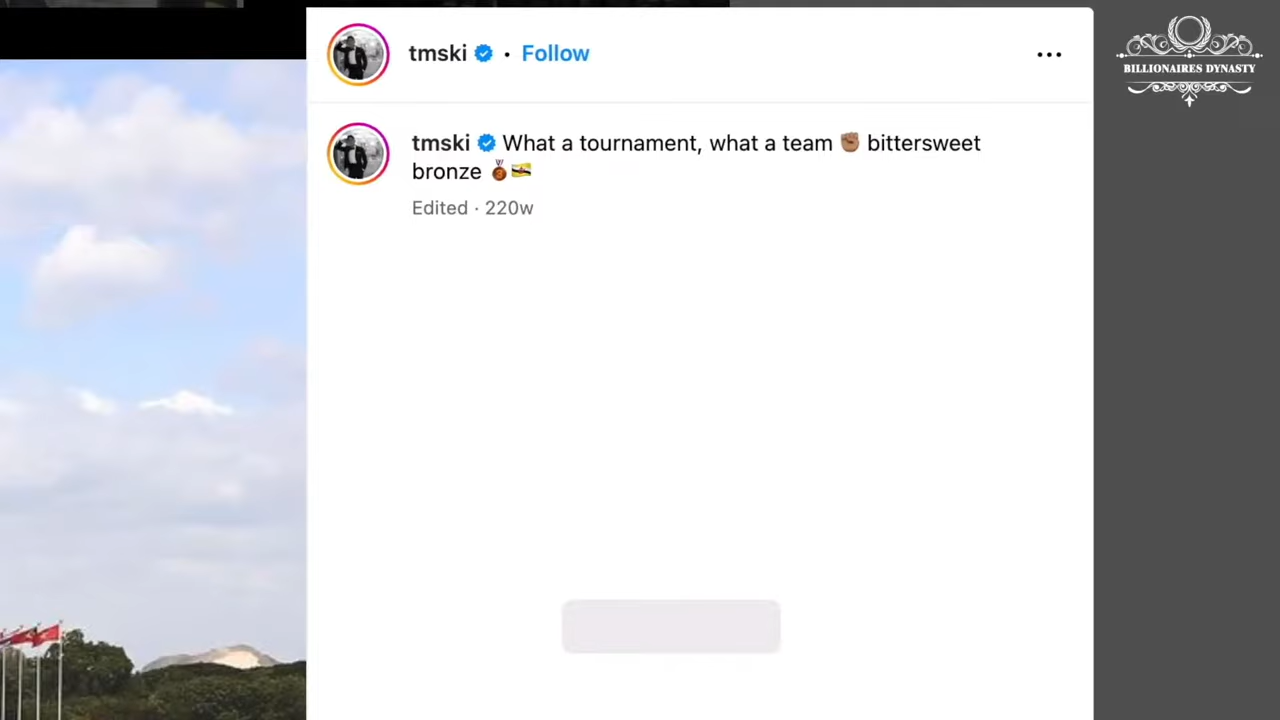 tmski • Follow
BILLIONAIRES DYNASTY
tmski What a tournament, what a team ✊🏽 bittersweet
bronze 🥉🇧🇳
Edited · 220w